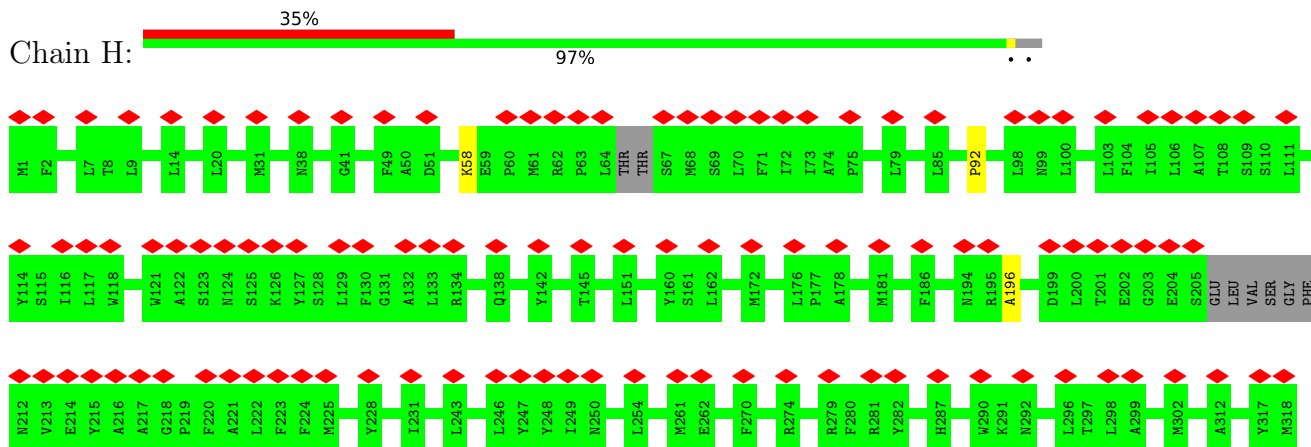 35%
Chain H:
97%
. .
M1 F2 L7 T8 L9 L14 L20 M31 N38 G41 F49 A50 D51 K58 E59 P60 M61 R62 P63 L64 THR THR S67 M68 S69 L70 F71 I72 I73 A74 P75 L79 L85 P92 L98 N99 L100 L103 F104 I105 L106 A107 T108 S109 S110 L111
Y114 S115 I116 L117 W118 W121 A122 S123 N124 S125 K126 Y127 S128 L129 F130 G131 A132 L133 R134 Q138 Y142 T145 L151 Y160 S161 L162 M172 L176 P177 A178 M181 F186 N194 R195 A196 D199 L200 T201 E202 G203 E204 S205 GLU LEU VAL SER GLY PHE
N212 V213 E214 Y215 A216 A217 G218 P219 F220 A221 L222 F223 F224 M225 Y228 I231 L243 L246 Y247 Y248 I249 N250 L254 M261 E262 F270 R274 R279 F280 R281 Y282 H287 W290 K291 N292 L296 T297 L298 A299 M302 A312 Y317 M318